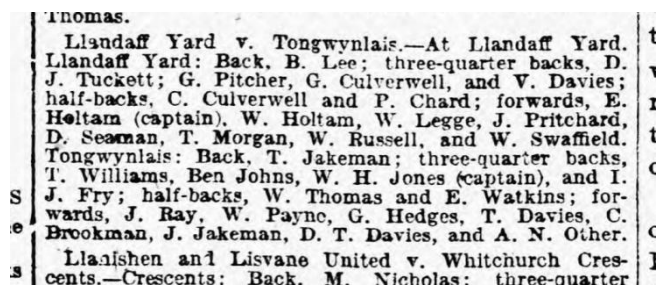 Thomas.
Llandaff Yard v. Tongwynlais.—At Llandaff Yard.
Llandaff Yard: Back, B. Lee; three-quarter backs, D.
J. Tuckett; G. Pitcher, G. Culverwell, and V. Davies;
half-backs, C. Culverwell and P. Chard; forwards, E.
Holtam (captain), W. Holtam, W. Legge, J. Pritchard,
D. Seaman, T. Morgan, W. Russell, and W. Swaffield.
Tongwynlais: Back, T. Jakeman; three-quarter backs,
T. Williams, Ben Johns, W. H. Jones (captain), and I.
J. Fry; half-backs, W. Thomas and E. Watkins; for-
wards, J. Ray, W. Payne, G. Hedges, T. Davies, C.
Brookman, J. Jakeman, D. T. Davies, and A. N. Other.
Llanishen and Lisvane United v. Whitchurch Cres-
cents.—Crescents: Back, M. Nicholas; three-quarter